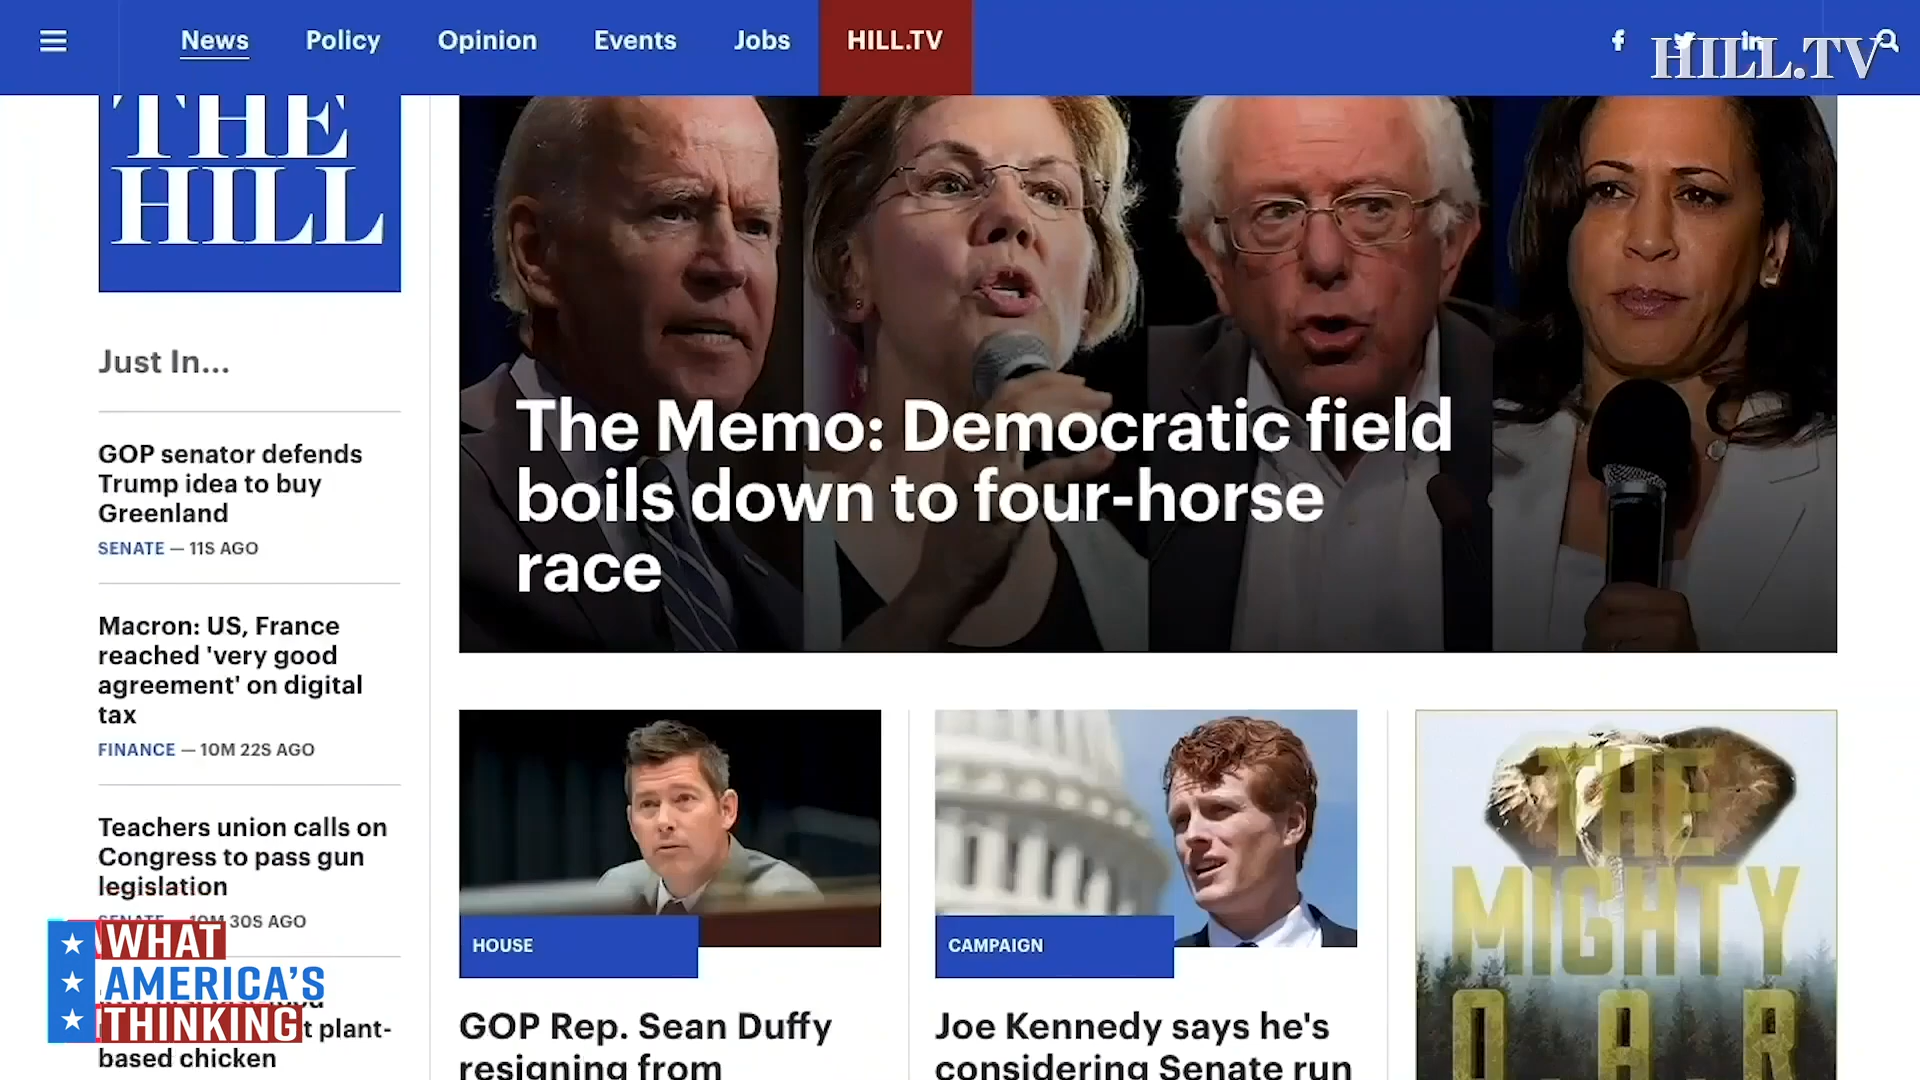 News
Policy
Opinion
Events
Jobs
HILL.TV
HILL.TV
THE
HILL
Just In...
GOP senator defends
Trump idea to buy
Greenland
SENATE — 11S AGO
Macron: US, France
reached 'very good
agreement' on digital
tax
FINANCE — 10M 22S AGO
Teachers union calls on
Congress to pass gun
legislation
SENATE — 10M 30S AGO
plant-
based chicken
WHAT
AMERICA'S
THINKING
The Memo: Democratic field
boils down to four-horse
race
HOUSE
GOP Rep. Sean Duffy
resigning from
CAMPAIGN
Joe Kennedy says he's
considering Senate run
THE
MIGHTY
O.A.R